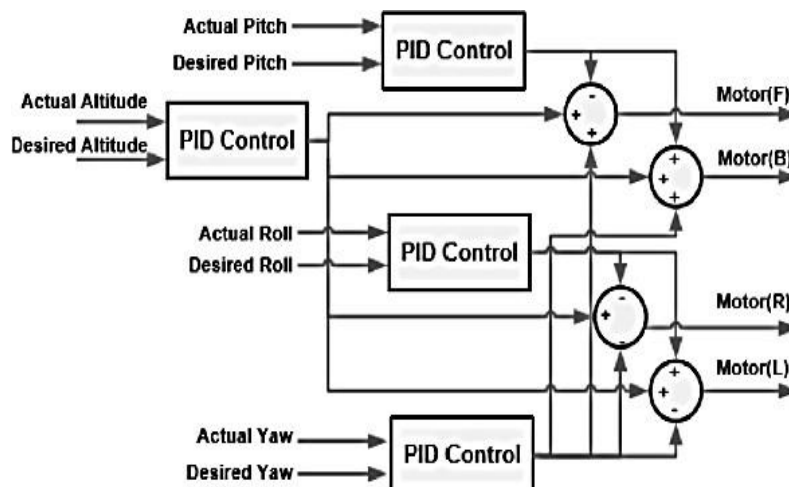 Actual Pitch
Desired Pitch
PID Control
Actual Altitude
Desired Altitude
PID Control
-
+
+
Motor(F)
+
+
+
Motor(B)
Actual Roll
Desired Roll
PID Control
-
+
-
Motor(R)
+
+
-
Motor(L)
Actual Yaw
Desired Yaw
PID Control